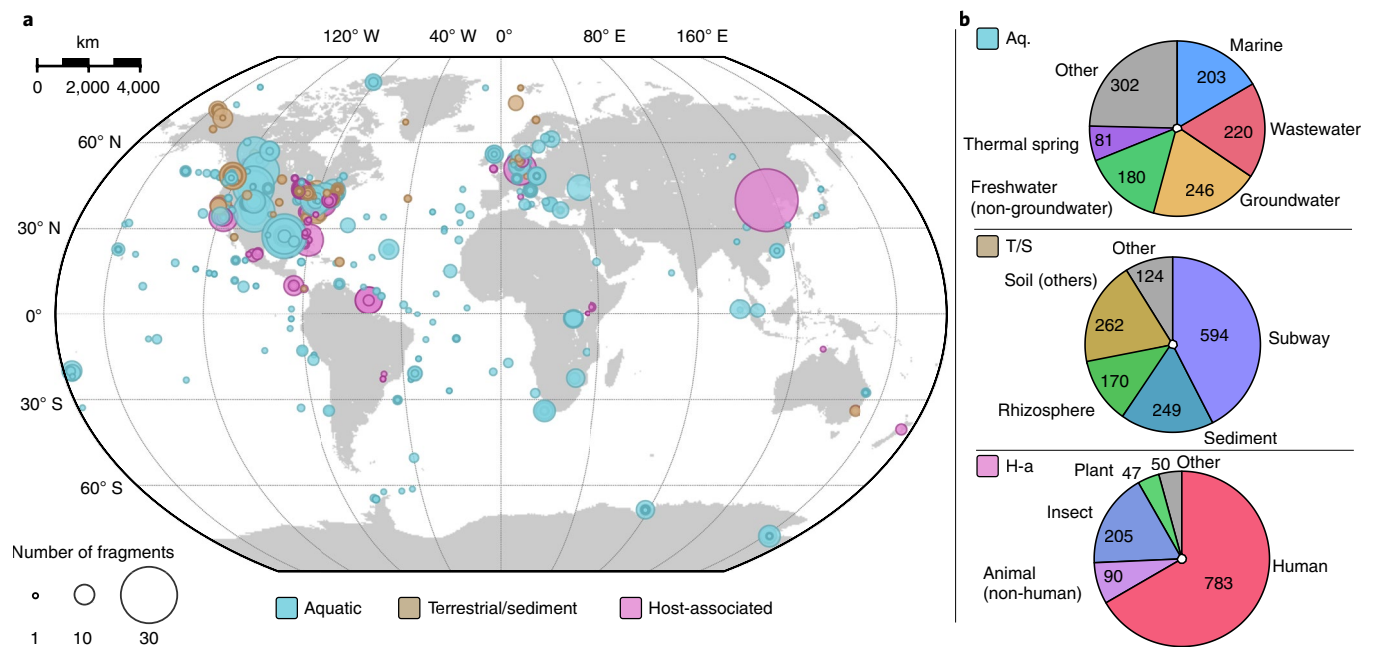 a
km
0 2,000 4,000
120° W 40° W 0° 80° E 160° E
60° N
30° N
0°
30° S
60° S
Number of fragments
1 10 30
Aquatic Terrestrial/sediment Host-associated
b
Aq.
Marine
203
Wastewater
220
Groundwater
246
Freshwater
(non-groundwater)
180
Thermal spring
81
Other
302
T/S
Other
124
Subway
594
Sediment
249
Rhizosphere
170
Soil (others)
262
H-a
Plant 47 50 Other
Insect
205
Animal
(non-human)
90
Human
783